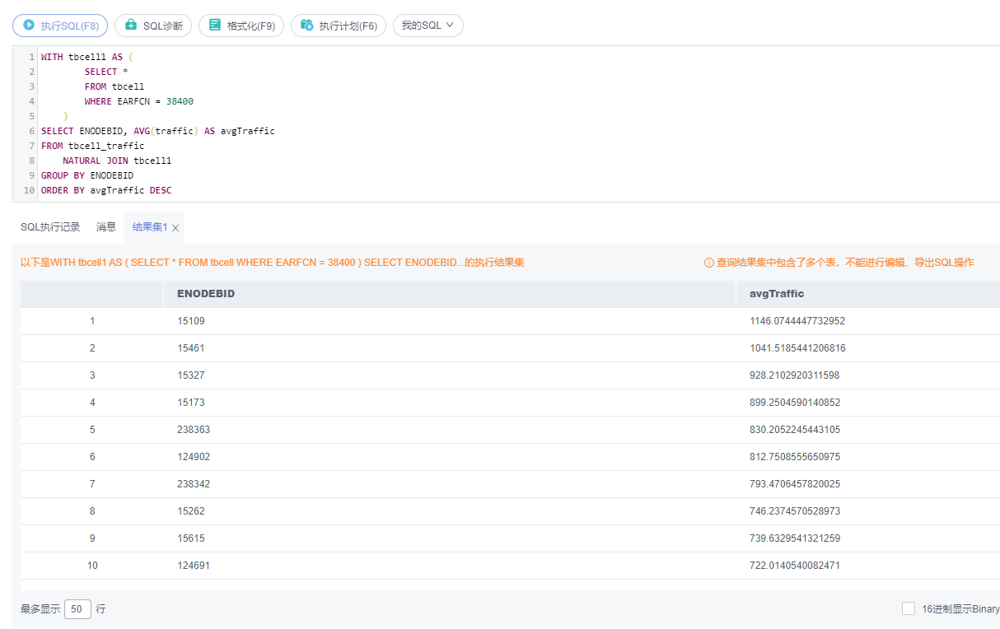 执行SQL(F8) SQL诊断 格式化(F9) 执行计划(F6) 我的SQL
1 WITH tbcell1 AS (
2 SELECT *
3 FROM tbcell
4 WHERE EARFCN = 38400
5 )
6 SELECT ENODEBID, AVG(traffic) AS avgTraffic
7 FROM tbcell_traffic
8 NATURAL JOIN tbcell1
9 GROUP BY ENODEBID
10 ORDER BY avgTraffic DESC
SQL执行记录 消息 结果集1
以下是WITH tbcell1 AS ( SELECT * FROM tbcell WHERE EARFCN = 38400 ) SELECT ENODEBID...的执行结果集 查询结果集中包含了多个表，不能进行编辑、导出SQL操作
ENODEBID avgTraffic
1 15109 1146.0744447732952
2 15461 1041.5185441206816
3 15327 928.2102920311598
4 15173 899.2504590140852
5 238363 830.2052245443105
6 124902 812.7508555650975
7 238342 793.4706457820025
8 15262 746.2374570528973
9 15615 739.6329541321259
10 124691 722.0140540082471
最多显示 50 行 16进制显示Binary